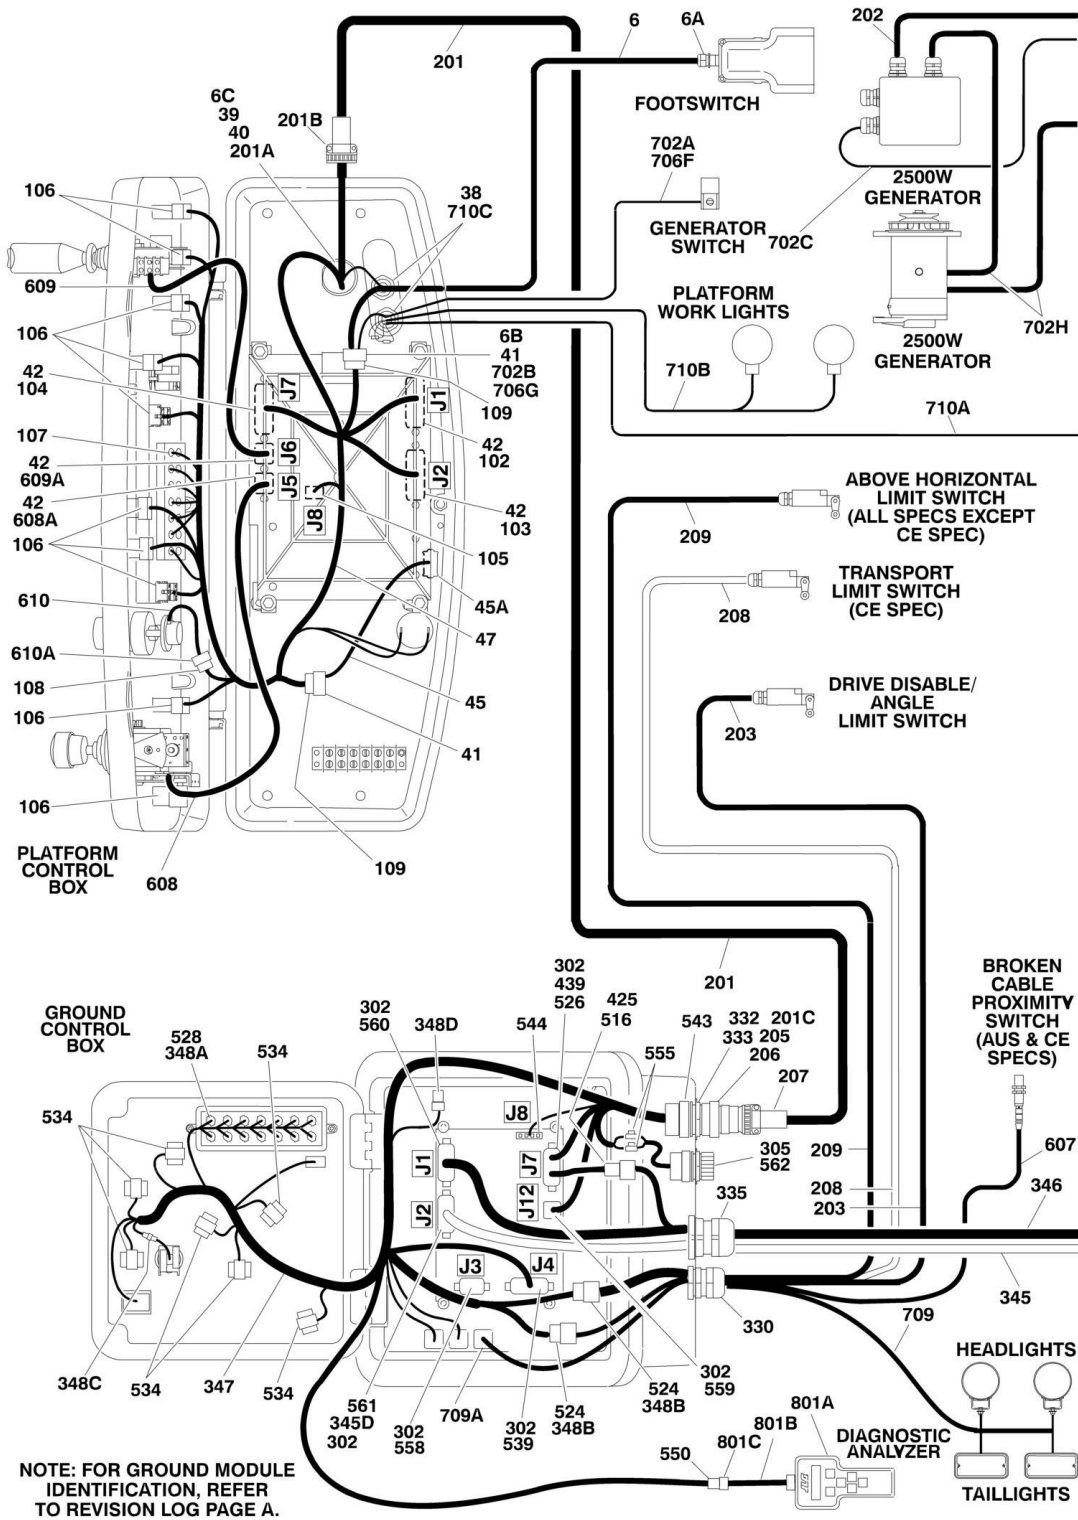 6
6A
202
201
6C
39
40
201A
201B
FOOTSWITCH
702A
706F
2500W
GENERATOR
106
38
710C
GENERATOR
SWITCH
702C
609
PLATFORM
WORK LIGHTS
702H
106
6B
41
702B
706G
109
2500W
GENERATOR
42
104
J7
J1
710B
710A
107
42
609A
J6
42
102
42
608A
J5
J2
J8
42
103
ABOVE HORIZONTAL
LIMIT SWITCH
(ALL SPECS EXCEPT
CE SPEC)
209
106
105
TRANSPORT
LIMIT SWITCH
(CE SPEC)
208
610
45A
47
610A
108
45
DRIVE DISABLE/
ANGLE
LIMIT SWITCH
203
106
41
106
PLATFORM
CONTROL
BOX
608
109
201
BROKEN
CABLE
PROXIMITY
SWITCH
(AUS & CE
SPECS)
GROUND
CONTROL
BOX
528
348A
534
302
560
348D
544
302
439
526
425
516
555
543
332
333
201C
205
206
207
534
J8
J1
J7
305
562
209
607
J2
J12
335
208
203
346
J3
J4
345
330
709
348C
534
347
534
561
345D
302
302
558
709A
302
539
524
348B
524
348B
302
559
HEADLIGHTS
801A
801B
801C
550
DIAGNOSTIC
ANALYZER
TAILLIGHTS
NOTE: FOR GROUND MODULE
IDENTIFICATION, REFER
TO REVISION LOG PAGE A.